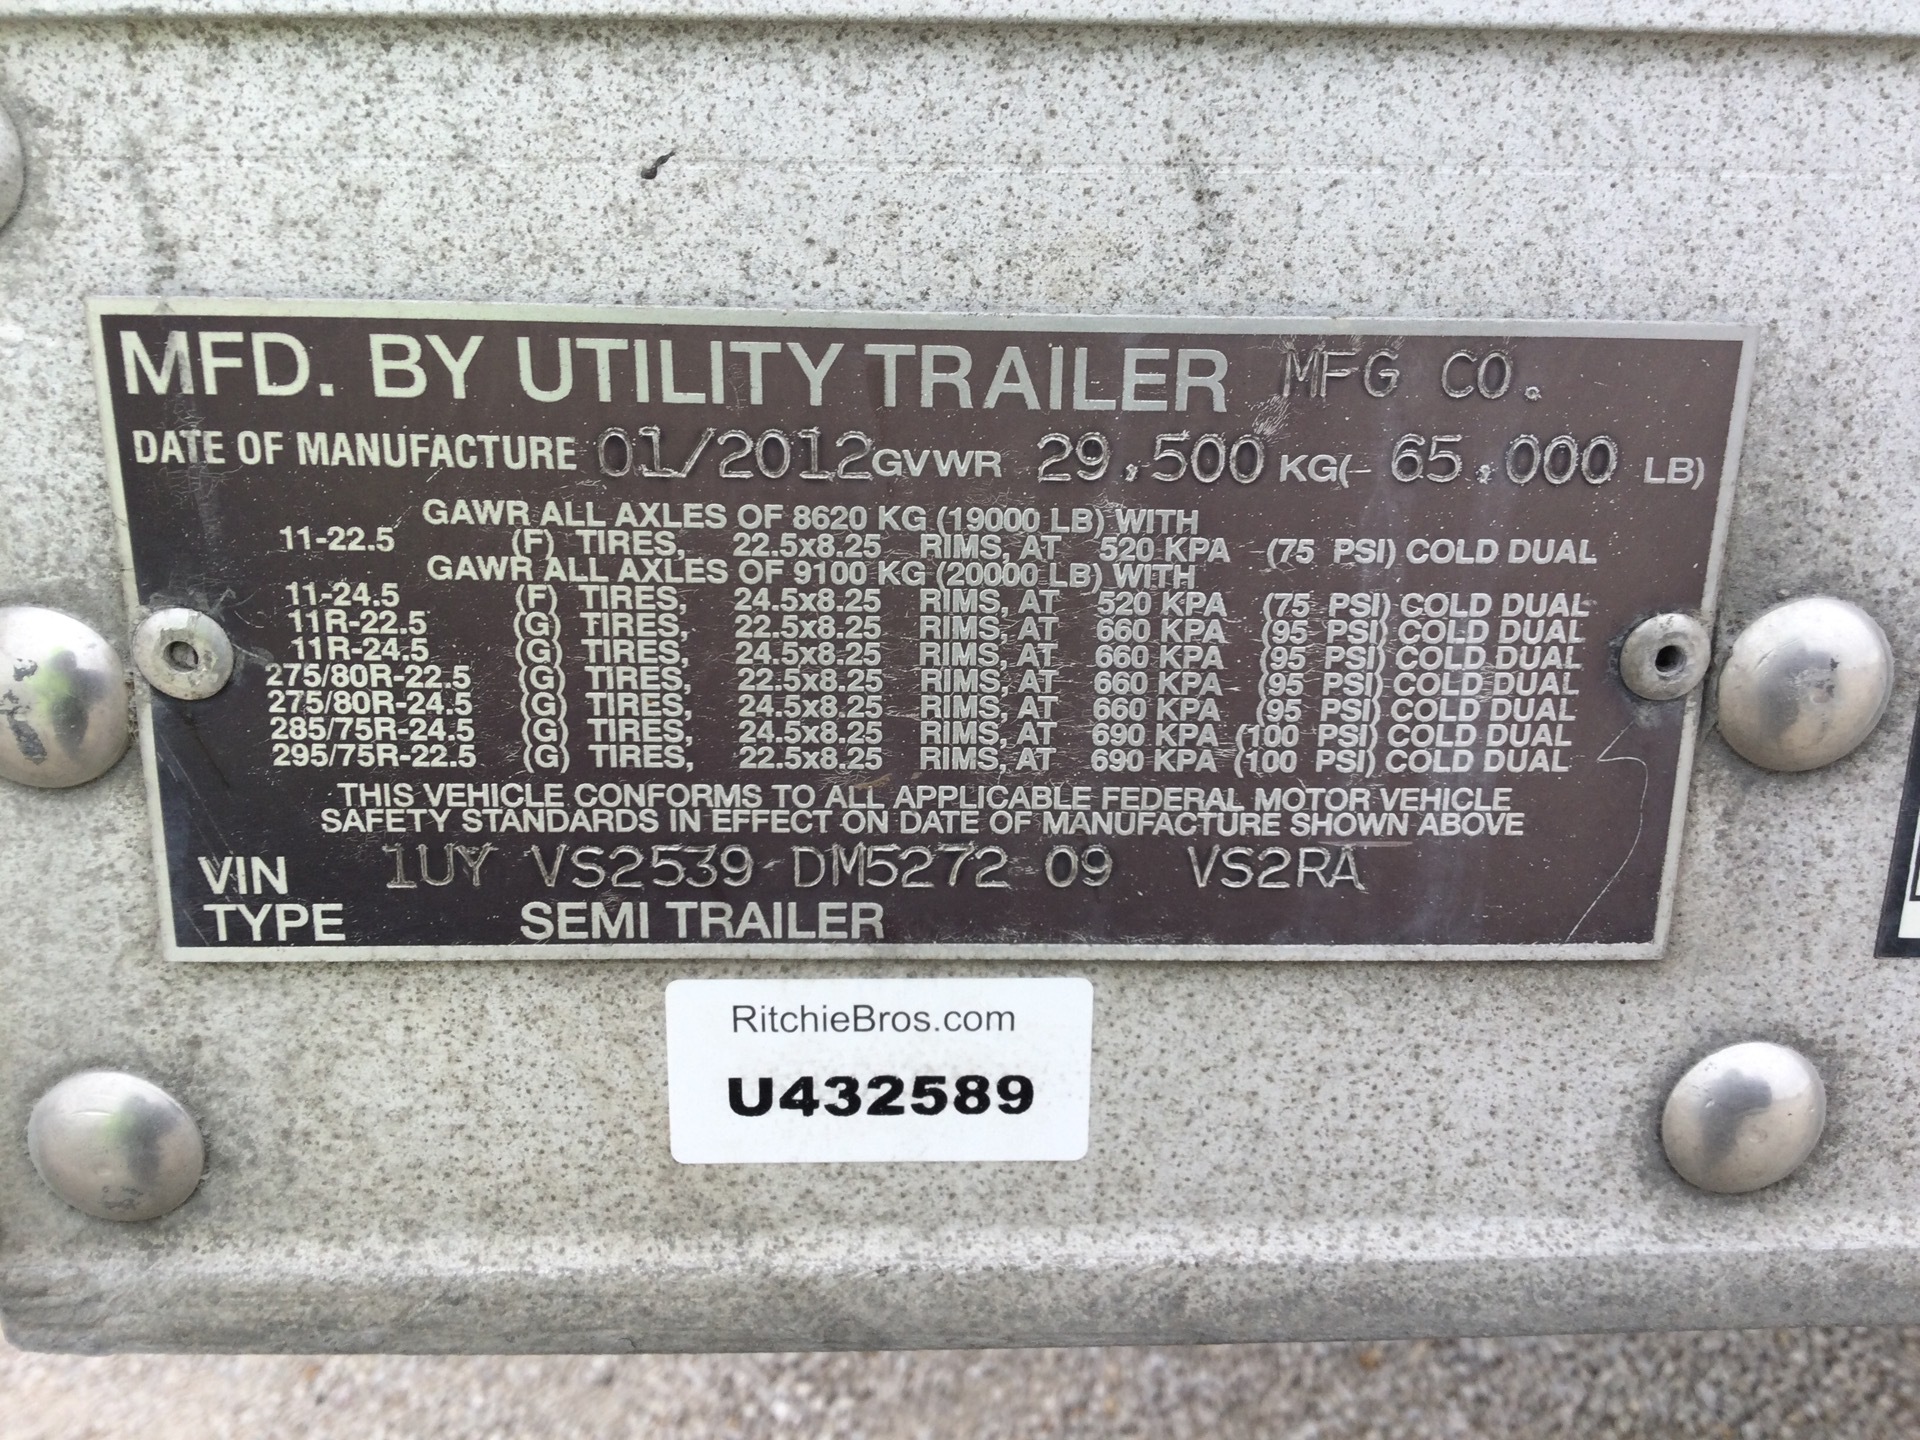 MFD. BY UTILITY TRAILER MFG CO.
DATE OF MANUFACTURE 01/2012 GVWR 29,500 KG(- 65,000 LB)
GAWR ALL AXLES OF 8620 KG (19000 LB) WITH
11-22.5 (F) TIRES, 22.5x8.25 RIMS, AT 520 KPA (75 PSI) COLD DUAL
GAWR ALL AXLES OF 9100 KG (20000 LB) WITH
11-24.5 (F) TIRES, 24.5x8.25 RIMS, AT 520 KPA (75 PSI) COLD DUAL
11R-22.5 (G) TIRES, 22.5x8.25 RIMS, AT 660 KPA (95 PSI) COLD DUAL
11R-24.5 (G) TIRES, 24.5x8.25 RIMS, AT 660 KPA (95 PSI) COLD DUAL
275/80R-22.5 (G) TIRES, 22.5x8.25 RIMS, AT 660 KPA (95 PSI) COLD DUAL
275/80R-24.5 (G) TIRES, 24.5x8.25 RIMS, AT 660 KPA (95 PSI) COLD DUAL
285/75R-24.5 (G) TIRES, 24.5x8.25 RIMS, AT 690 KPA (100 PSI) COLD DUAL
295/75R-22.5 (G) TIRES, 22.5x8.25 RIMS, AT 690 KPA (100 PSI) COLD DUAL
THIS VEHICLE CONFORMS TO ALL APPLICABLE FEDERAL MOTOR VEHICLE
SAFETY STANDARDS IN EFFECT ON DATE OF MANUFACTURE SHOWN ABOVE
VIN 1UY VS2539 DM5272 09 VS2RA
TYPE SEMI TRAILER
RitchieBros.com
U432589